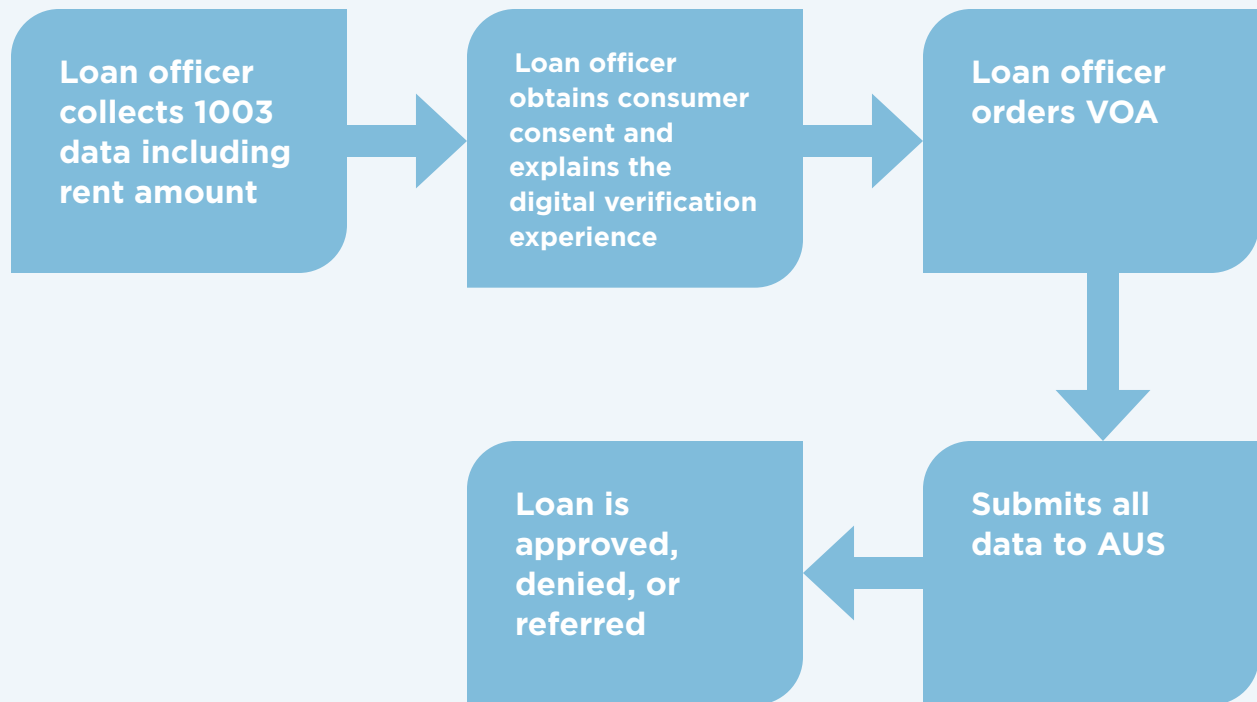 Loan officer
collects 1003
data including
rent amount
Loan officer
obtains consumer
consent and
explains the
digital verification
experience
Loan officer
orders VOA
Submits all
data to AUS
Loan is
approved,
denied, or
referred